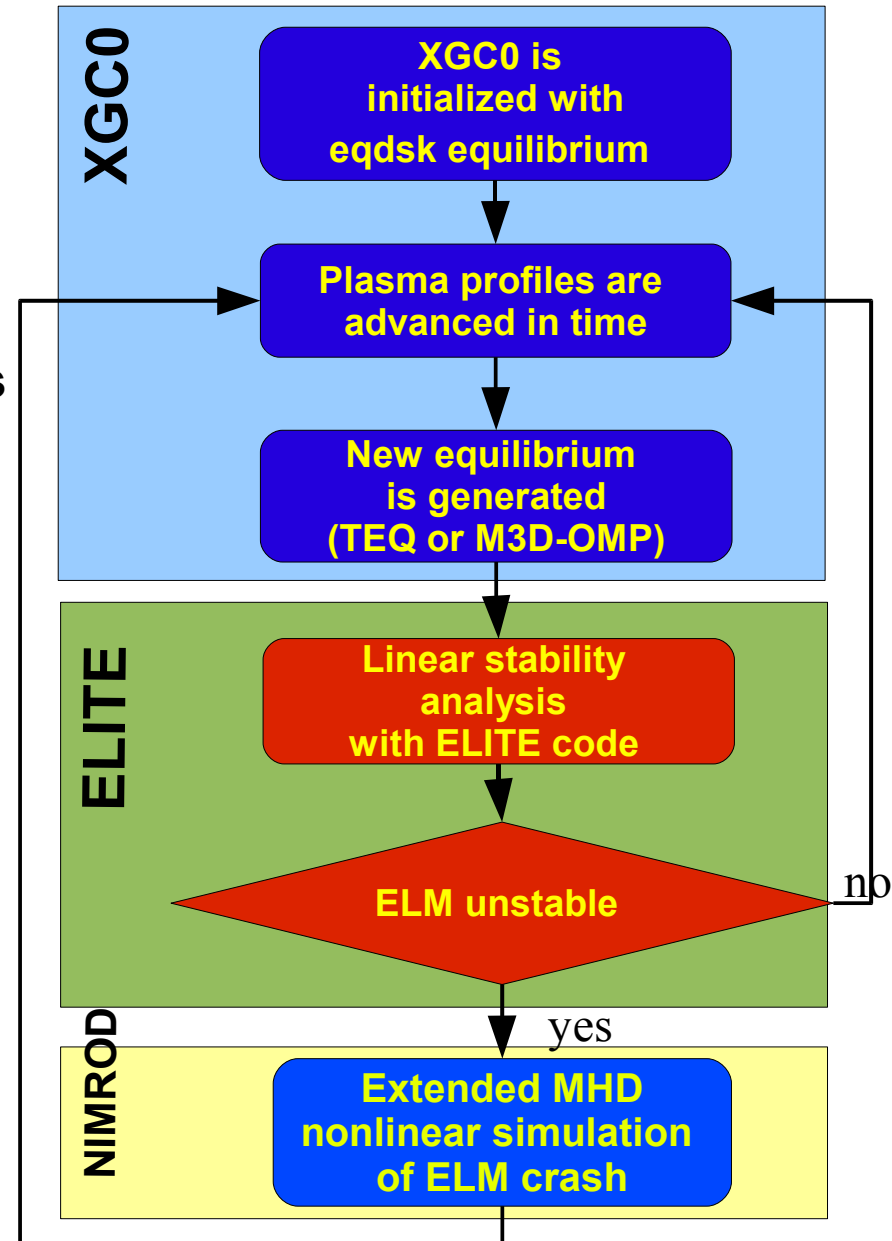 XGC0
XGC0 is
initialized with
eqdsk equilibrium
Plasma profiles are
advanced in time
s
New equilibrium
is generated
(TEQ or M3D-OMP)
ELITE
Linear stability
analysis
with ELITE code
ELM unstable
no
yes
NIMROD
Extended MHD
nonlinear simulation
of ELM crash